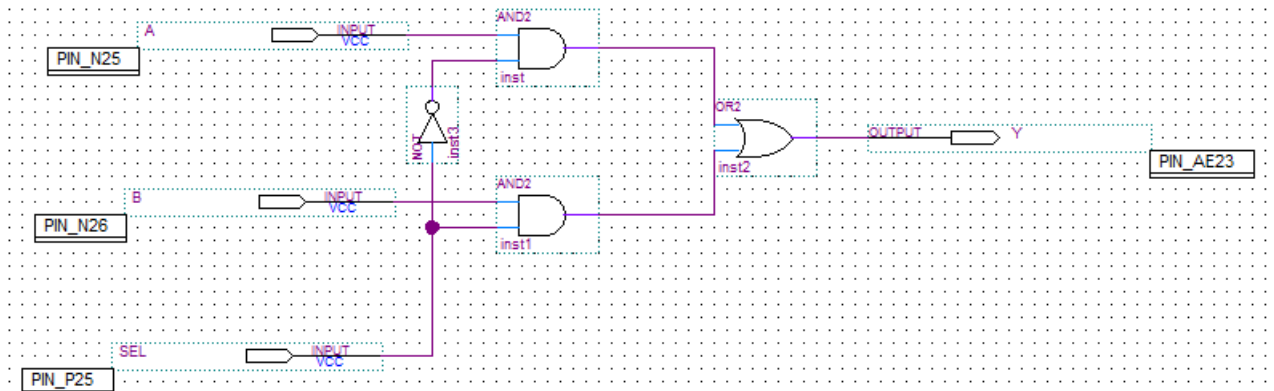 AND2
A
INPUT
VCC
PIN_N25
inst
OR2
NOT
inst3
OUTPUT
Y
PIN_AE23
inst2
AND2
B
INPUT
VCC
PIN_N26
inst1
SEL
INPUT
VCC
PIN_P25